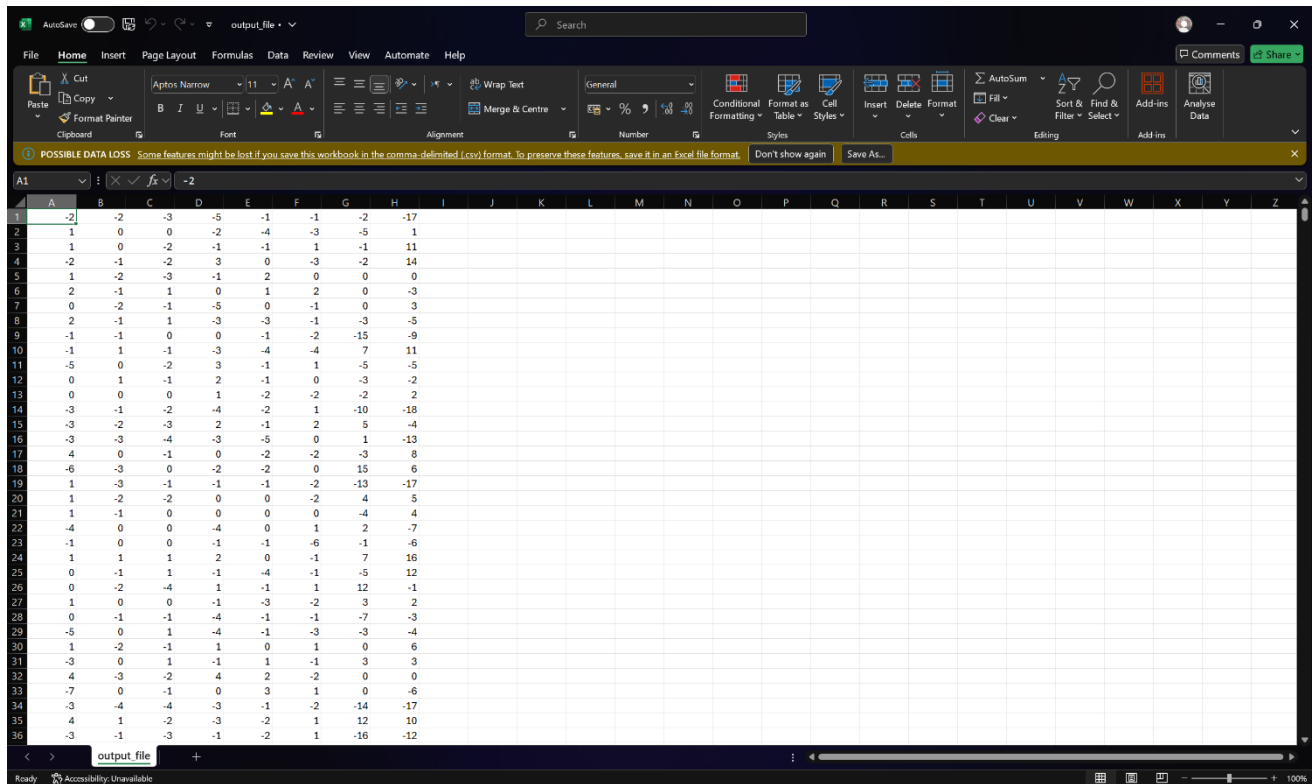 AutoSave output_file • Search
File Home Insert Page Layout Formulas Data Review View Automate Help Comments Share
Cut Aptos Narrow 11 Wrap Text General AutoSum
Paste Copy Merge & Centre Conditional Formatting Format as Table Cell Styles Insert Delete Format Fill Sort & Filter Find & Select Add-ins Analyse Data
Format Painter Clear
Clipboard Font Alignment Number Styles Cells Editing Add-ins
POSSIBLE DATA LOSS Some features might be lost if you save this workbook in the comma-delimited (.csv) format. To preserve these features, save it in an Excel file format. Don't show again Save As...
A1 fx -2
A B C D E F G H I J K L M N O P Q R S T U V W X Y Z
1 -2 -2 -3 -5 -1 -1 -2 -17
2 1 0 0 -2 -4 -3 -5 1
3 1 0 -2 -1 -1 1 -1 11
4 -2 -1 -2 3 0 -3 -2 14
5 1 -2 -3 -1 2 0 0 0
6 2 -1 1 0 1 2 0 -3
7 0 -2 -1 -5 0 -1 0 3
8 2 -1 1 -3 -3 -1 -3 -5
9 -1 -1 0 0 -1 -2 -15 -9
10 -1 1 -1 -3 -4 -4 7 11
11 -5 0 -2 3 -1 1 -5 -5
12 0 1 -1 2 -1 0 -3 -2
13 0 0 0 1 -2 -2 -2 2
14 -3 -1 -2 -4 -2 1 -10 -18
15 -3 -2 -3 2 -1 2 5 -4
16 -3 -3 -4 -3 -5 0 1 -13
17 4 0 -1 0 -2 -2 -3 8
18 -6 -3 0 -2 -2 0 15 6
19 1 -3 -1 -1 -1 -2 -13 -17
20 1 -2 -2 0 0 -2 4 5
21 1 -1 0 0 0 0 -4 4
22 -4 0 0 -4 0 1 2 -7
23 -1 0 0 -1 -1 -6 -1 -6
24 1 1 1 2 0 -1 7 16
25 0 -1 1 -1 -4 -1 -5 12
26 0 -2 -4 1 -1 1 12 -1
27 1 0 0 -1 -3 -2 3 2
28 0 -1 -1 -4 -1 -1 -7 -3
29 -5 0 1 -4 -1 -3 -3 -4
30 1 -2 -1 1 0 1 0 6
31 -3 0 1 -1 1 -1 3 3
32 4 -3 -2 4 2 -2 0 0
33 -7 0 -1 0 3 1 0 -6
34 -3 -4 -4 -3 -1 -2 -14 -17
35 4 1 -2 -3 -2 1 12 10
36 -3 -1 -3 -1 -2 1 -16 -12
output_file
Ready Accessibility: Unavailable 100%